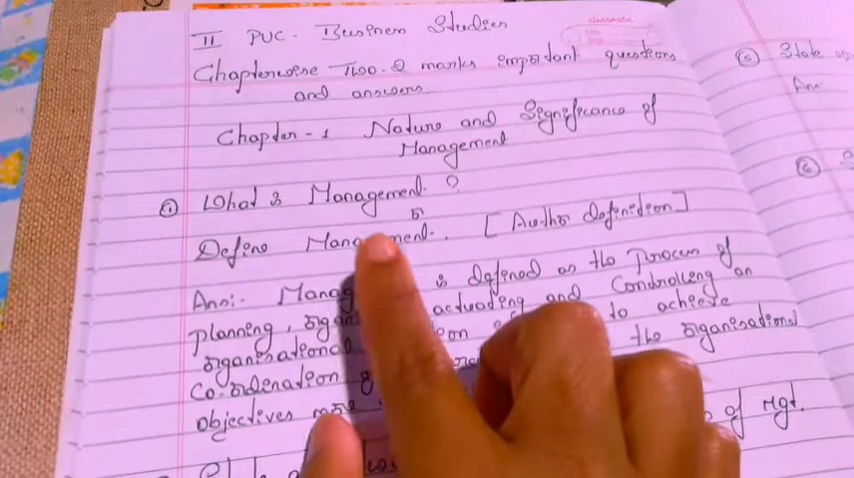 II PUC. Business Studies
classmate
Chapterwise Two-2 marks important questions
and answers
Chapter-1 Nature and Significance of
Management
① What is Management?
or
Define Management. [Author definition]
Ans:- Manag is defined as the Process of
planning, organ actuating and Controlling an
organisational to achieve
Co-ordination the organisational
objectives more of Mgt.
⑤ State
Ans:
⑥